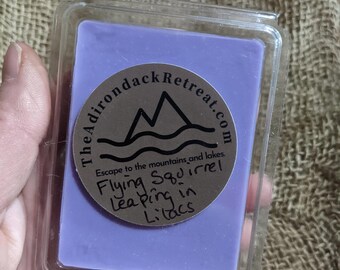 TheAdirondackRetreat.com
Escape to the mountains and lakes.
Flying Squirrel
Leaping in
Lilacs